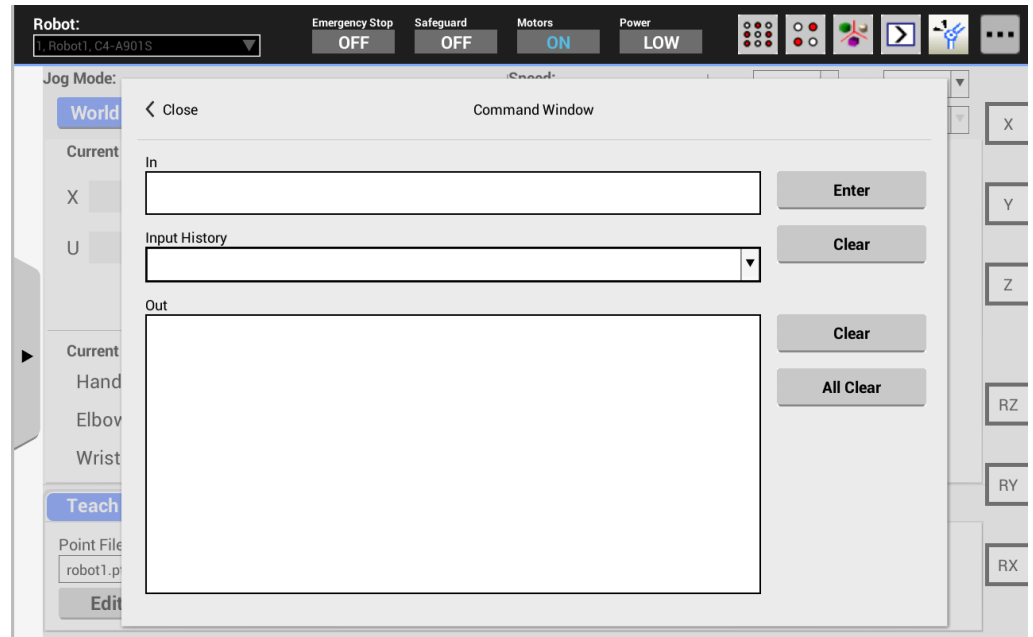 Robot:
1, Robot1, C4-A901S
Emergency Stop
OFF
Safeguard
OFF
Motors
ON
Power
LOW
Jog Mode:
Speed:
World
Close
Command Window
Current
In
Enter
X
Input History
Clear
U
Out
Clear
All Clear
Current
Hand
Elbow
Wrist
Teach
Point File
robot1.p
Edit
X
Y
Z
RZ
RY
RX